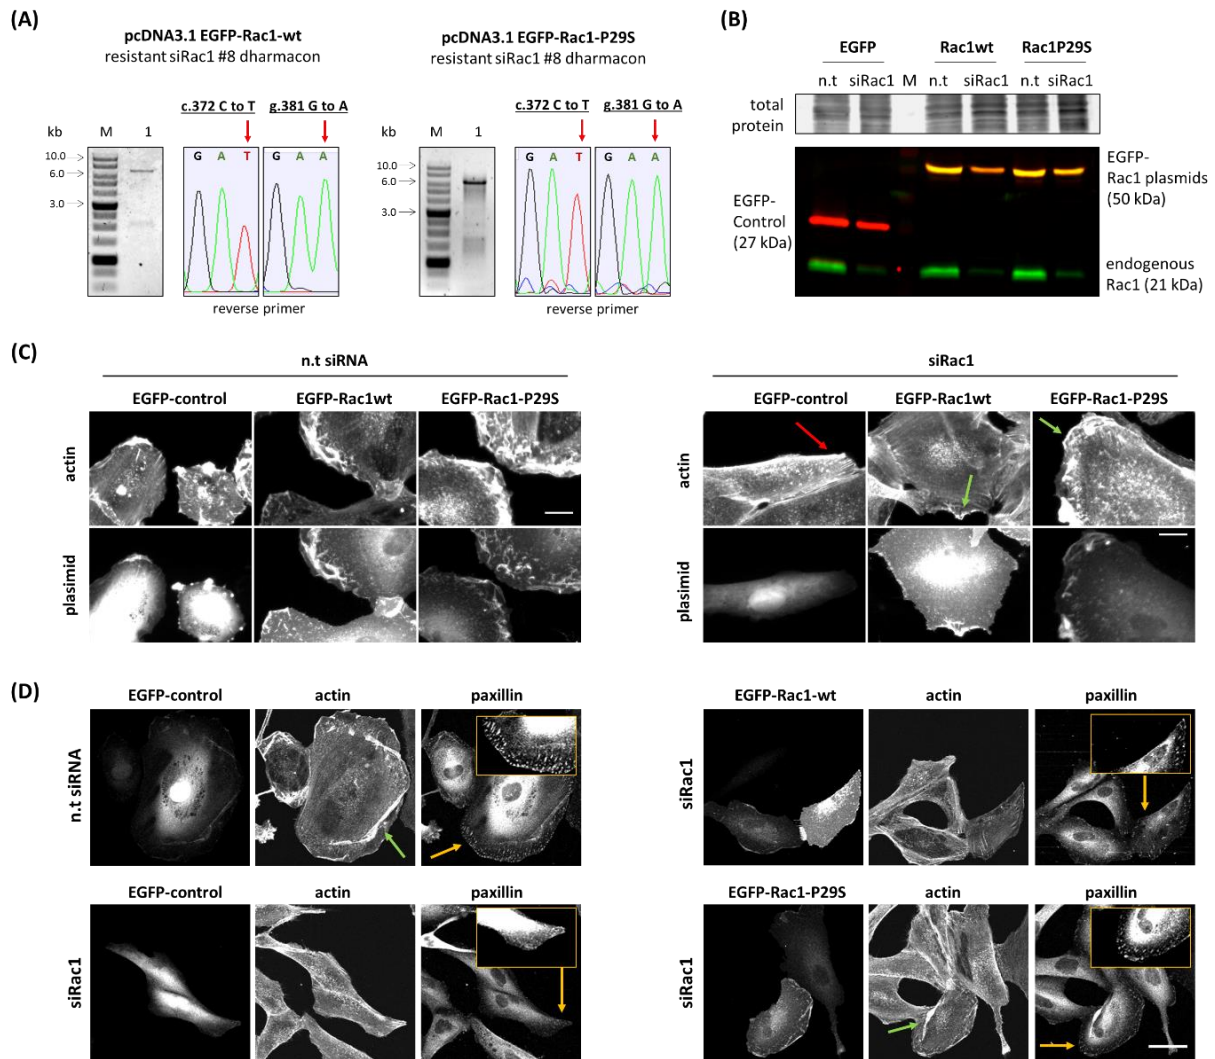 (A)
pcDNA3.1 EGFP-Rac1-wt
resistant siRac1 #8 dharmacon
c.372 C to T
g.381 G to A
kb
M
1
10.0
6.0
3.0
G A T
G A A
reverse primer
pcDNA3.1 EGFP-Rac1-P29S
resistant siRac1 #8 dharmacon
c.372 C to T
g.381 G to A
kb
M
1
10.0
6.0
3.0
G A T
G A A
reverse primer
(B)
EGFP
Rac1wt
Rac1P29S
n.t siRac1 M n.t siRac1 n.t siRac1
total
protein
EGFP-
Control
(27 kDa)
EGFP-
Rac1 plasmids
(50 kDa)
endogenous
Rac1 (21 kDa)
(C)
n.t siRNA
EGFP-control
EGFP-Rac1wt
EGFP-Rac1-P29S
actin
plasimid
siRac1
EGFP-control
EGFP-Rac1wt
EGFP-Rac1-P29S
actin
plasimid
(D)
EGFP-control
actin
paxillin
n.t siRNA
EGFP-control
actin
paxillin
siRac1
EGFP-Rac1-wt
actin
paxillin
siRac1
EGFP-Rac1-P29S
actin
paxillin
siRac1